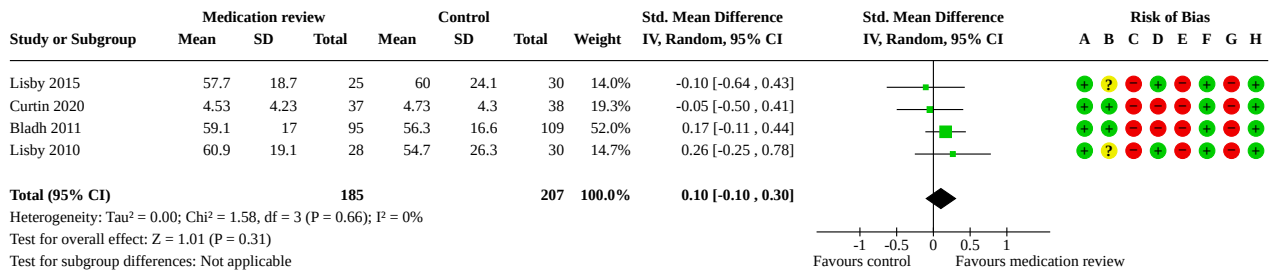 Medication review Control Std. Mean Difference Std. Mean Difference Risk of Bias
Study or Subgroup Mean SD Total Mean SD Total Weight IV, Random, 95% CI IV, Random, 95% CI A B C D E F G H
Lisby 2015 57.7 18.7 25 60 24.1 30 14.0% -0.10 [-0.64 , 0.43] + ? − + − + − +
Curtin 2020 4.53 4.23 37 4.73 4.3 38 19.3% -0.05 [-0.50 , 0.41] + + − − − + − +
Bladh 2011 59.1 17 95 56.3 16.6 109 52.0% 0.17 [-0.11 , 0.44] + + − − − + − +
Lisby 2010 60.9 19.1 28 54.7 26.3 30 14.7% 0.26 [-0.25 , 0.78] + ? − + − + − +
Total (95% CI) 185 207 100.0% 0.10 [-0.10 , 0.30]
Heterogeneity: Tau² = 0.00; Chi² = 1.58, df = 3 (P = 0.66); I² = 0%
Test for overall effect: Z = 1.01 (P = 0.31)
-1 -0.5 0 0.5 1
Test for subgroup differences: Not applicable Favours control Favours medication review